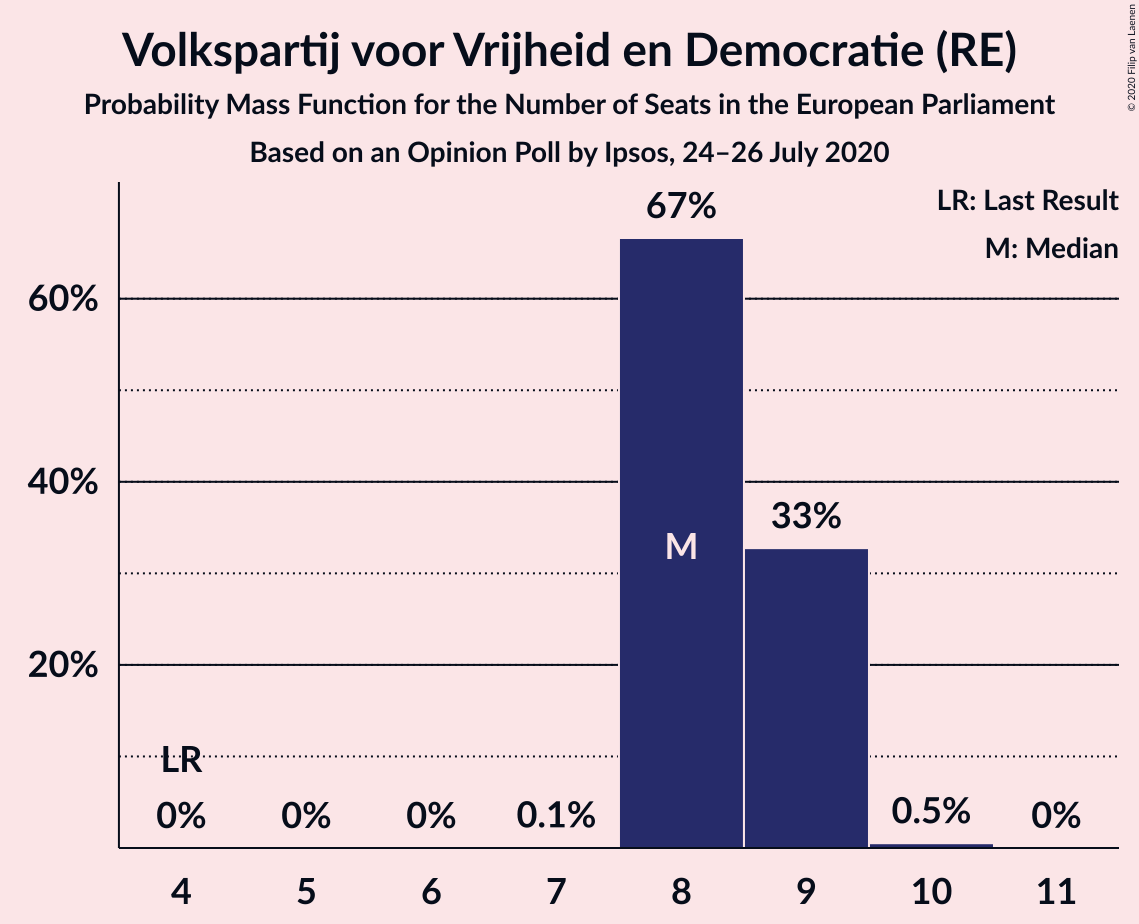 Volkspartij voor Vrijheid en Democratie (RE)
Probability Mass Function for the Number of Seats in the European Parliament
Based on an Opinion Poll by Ipsos, 24–26 July 2020
© 2020 Filip van Laenen
LR: Last Result
M: Median
67%
60%
40%
33%
M
20%
LR
0% 0% 0% 0.1% 0.5% 0%
4 5 6 7 8 9 10 11